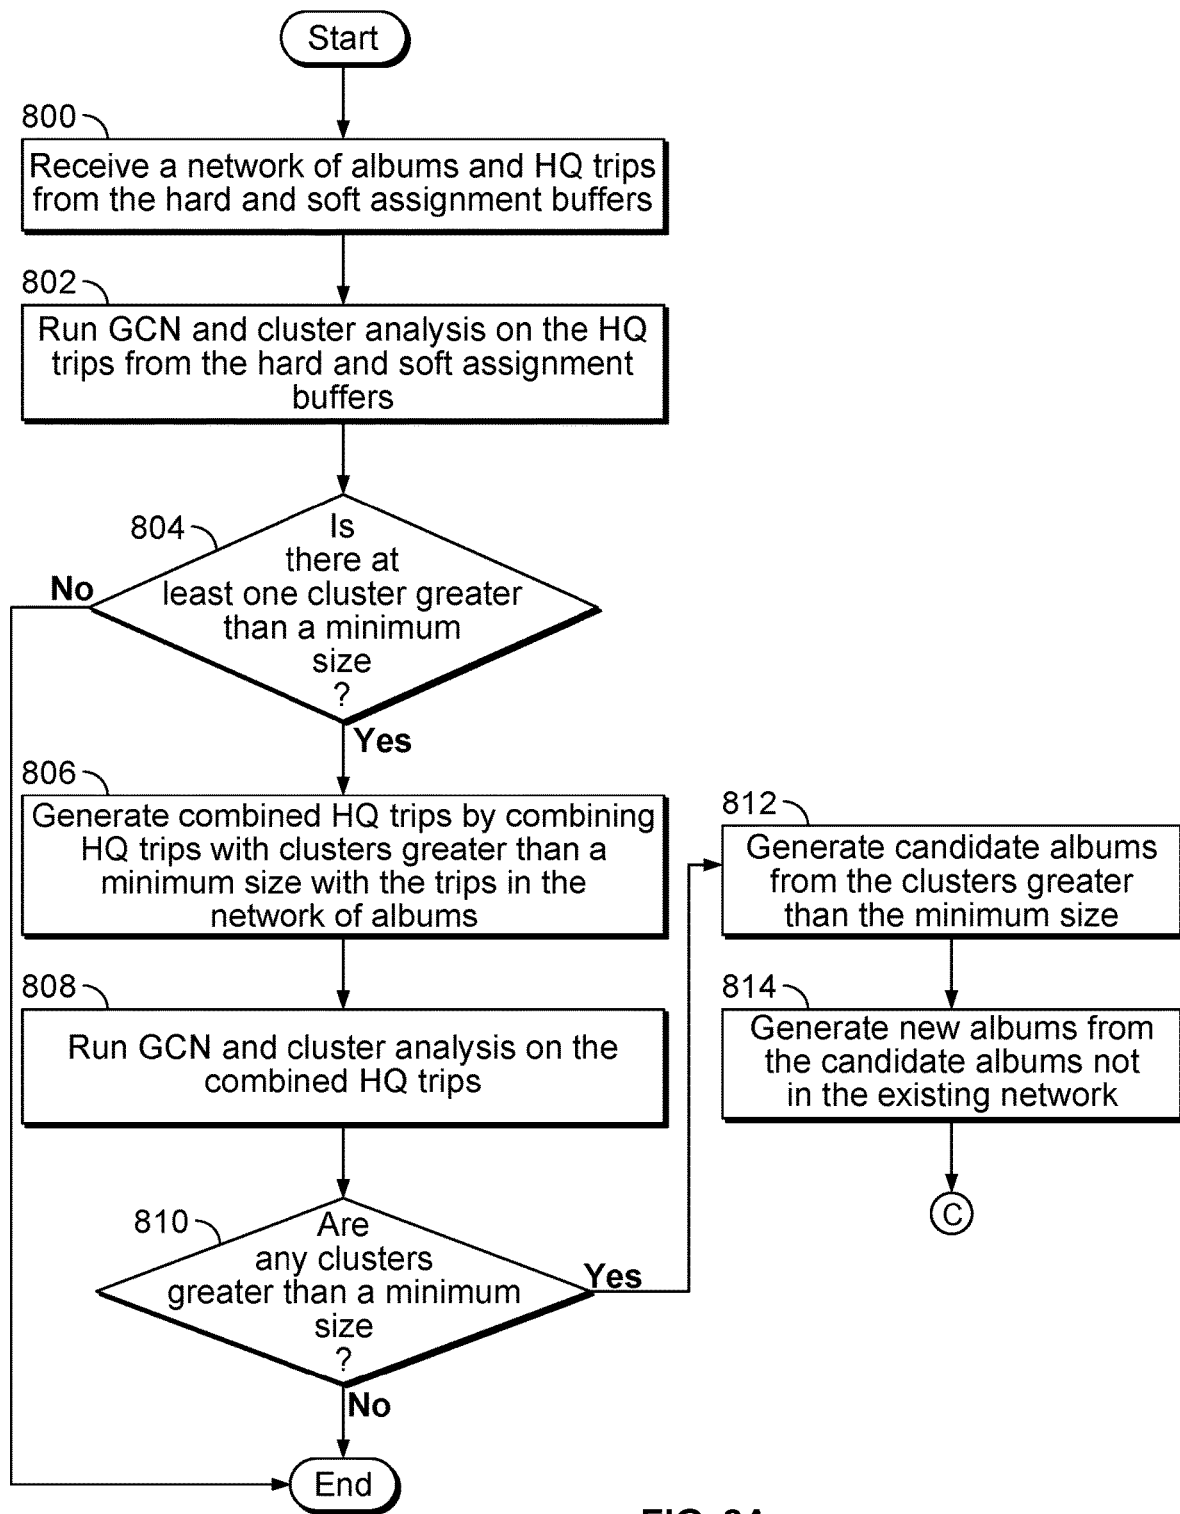 Start
800
Receive a network of albums and HQ trips
from the hard and soft assignment buffers
802
Run GCN and cluster analysis on the HQ
trips from the hard and soft assignment
buffers
804
Is
there at
least one cluster greater
than a minimum
size
?
No
Yes
806
Generate combined HQ trips by combining
HQ trips with clusters greater than a
minimum size with the trips in the
network of albums
808
Run GCN and cluster analysis on the
combined HQ trips
810
Are
any clusters
greater than a minimum
size
?
Yes
No
End
812
Generate candidate albums
from the clusters greater
than the minimum size
814
Generate new albums from
the candidate albums not
in the existing network
C